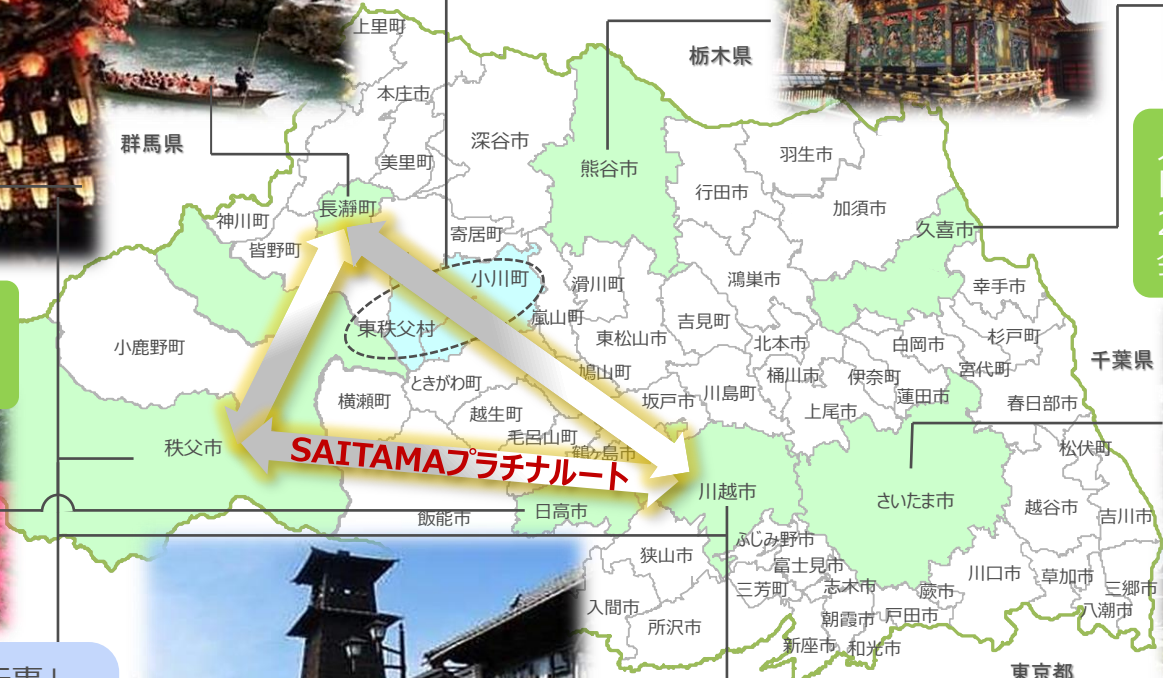 上里町
栃木県
本庄市
群馬県
深谷市
美里町
熊谷市
羽生市
行田市
長瀞町
加須市
神川町
久喜市
皆野町
寄居町
小川町
滑川町
鴻巣市
幸手市
嵐山町
吉見町
東秩父村
東松山市
杉戸町
北本市
白岡市
小鹿野町
千葉県
宮代町
鳩山町
桶川市
伊奈町
ときがわ町
蓮田市
横瀬町
坂戸市
川島町
春日部市
越生町
上尾市
毛呂山町
秩父市
松伏町
鶴ヶ島市
SAITAMAプラチナルート
川越市
さいたま市
日高市
飯能市
越谷市
吉川市
ふじみ野市
狭山市
富士見市
川口市
草加市
三芳町
志木市
蕨市
三郷市
入間市
朝霞市
戸田市
八潮市
所沢市
新座市
和光市
東京都